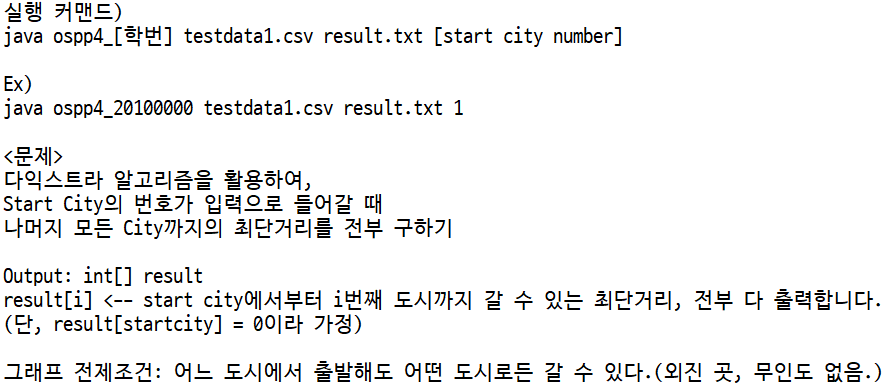 실행 커맨드)
java ospp4_[학번] testdata1.csv result.txt [start city number]
Ex)
java ospp4_20100000 testdata1.csv result.txt 1
<문제>
다익스트라 알고리즘을 활용하여,
Start City의 번호가 입력으로 들어갈 때
나머지 모든 City까지의 최단거리를 전부 구하기
Output: int[] result
result[i] <-- start city에서부터 i번째 도시까지 갈 수 있는 최단거리, 전부 다 출력합니다.
(단, result[startcity] = 0이라 가정)
그래프 전제조건: 어느 도시에서 출발해도 어떤 도시로든 갈 수 있다.(외진 곳, 무인도 없음.)